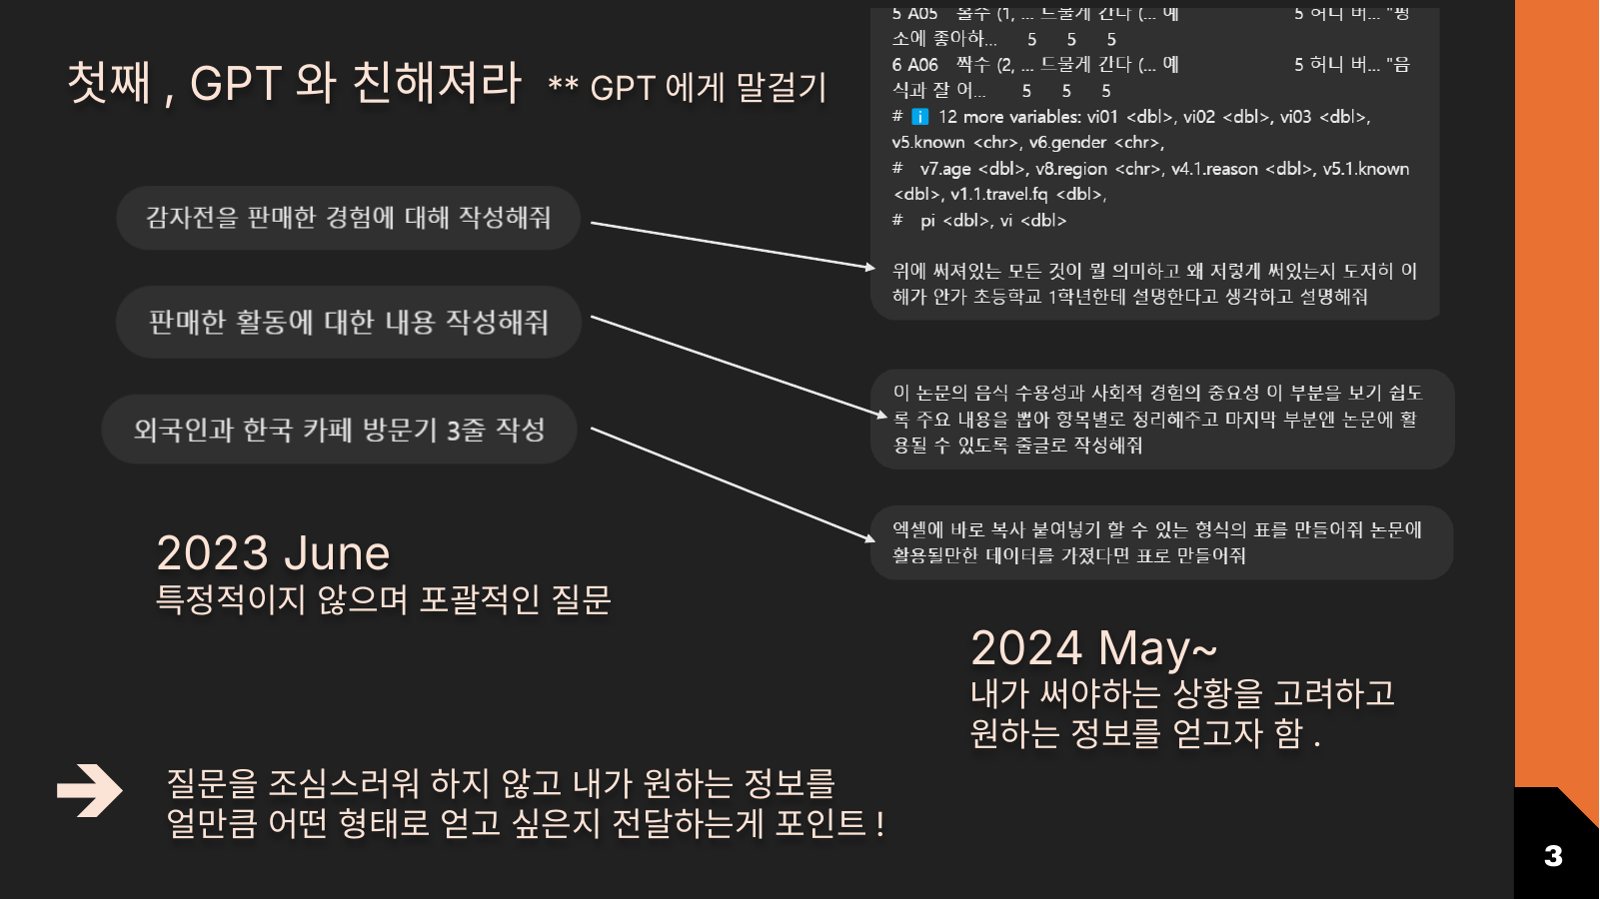 첫째 , GPT 와 친해져라 ** GPT 에게 말걸기
감자전을 판매한 경험에 대해 작성해줘
판매한 활동에 대한 내용 작성해줘
외국인과 한국 카페 방문기 3줄 작성
2023 June
특정적이지 않으며 포괄적인 질문
5 A05 홀수 (1, ... 드물게 간다 (... 예 5 허니 버... "평
소에 좋아하... 5 5 5
6 A06 짝수 (2, ... 드물게 간다 (... 예 5 허니 버... "음
식과 잘 어... 5 5 5
# i 12 more variables: vi01 <dbl>, vi02 <dbl>, vi03 <dbl>,
v5.known <chr>, v6.gender <chr>,
# v7.age <dbl>, v8.region <chr>, v4.1.reason <dbl>, v5.1.known
<dbl>, v1.1.travel.fq <dbl>,
# pi <dbl>, vi <dbl>
위에 써져있는 모든 것이 뭘 의미하고 왜 저렇게 써있는지 도저히 이
해가 안가 초등학교 1학년한테 설명한다고 생각하고 설명해줘
이 논문의 음식 수용성과 사회적 경험의 중요성 이 부분을 보기 쉽도
록 주요 내용을 뽑아 항목별로 정리해주고 마지막 부분엔 논문에 활
용될 수 있도록 줄글로 작성해줘
엑셀에 바로 복사 붙여넣기 할 수 있는 형식의 표를 만들어줘 논문에
활용될만한 데이터를 가졌다면 표로 만들어줘
2024 May~
내가 써야하는 상황을 고려하고
원하는 정보를 얻고자 함 .
질문을 조심스러워 하지 않고 내가 원하는 정보를
얼만큼 어떤 형태로 얻고 싶은지 전달하는게 포인트 !
3